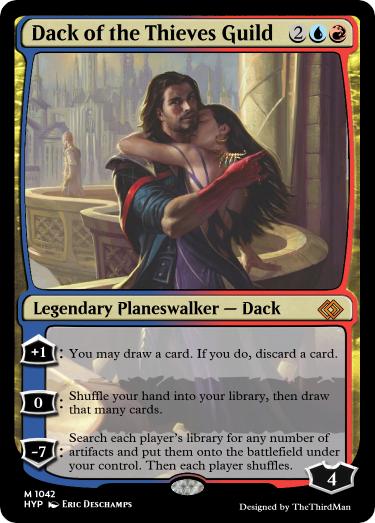 Dack of the Thieves Guild 2
Legendary Planeswalker — Dack
+1: You may draw a card. If you do, discard a card.
0: Shuffle your hand into your library, then draw
that many cards.
Search each player's library for any number of
-7: artifacts and put them onto the battlefield under
your control. Then each player shuffles.
4
M 1042
HYP Eric Deschamps
Designed by TheThirdMan